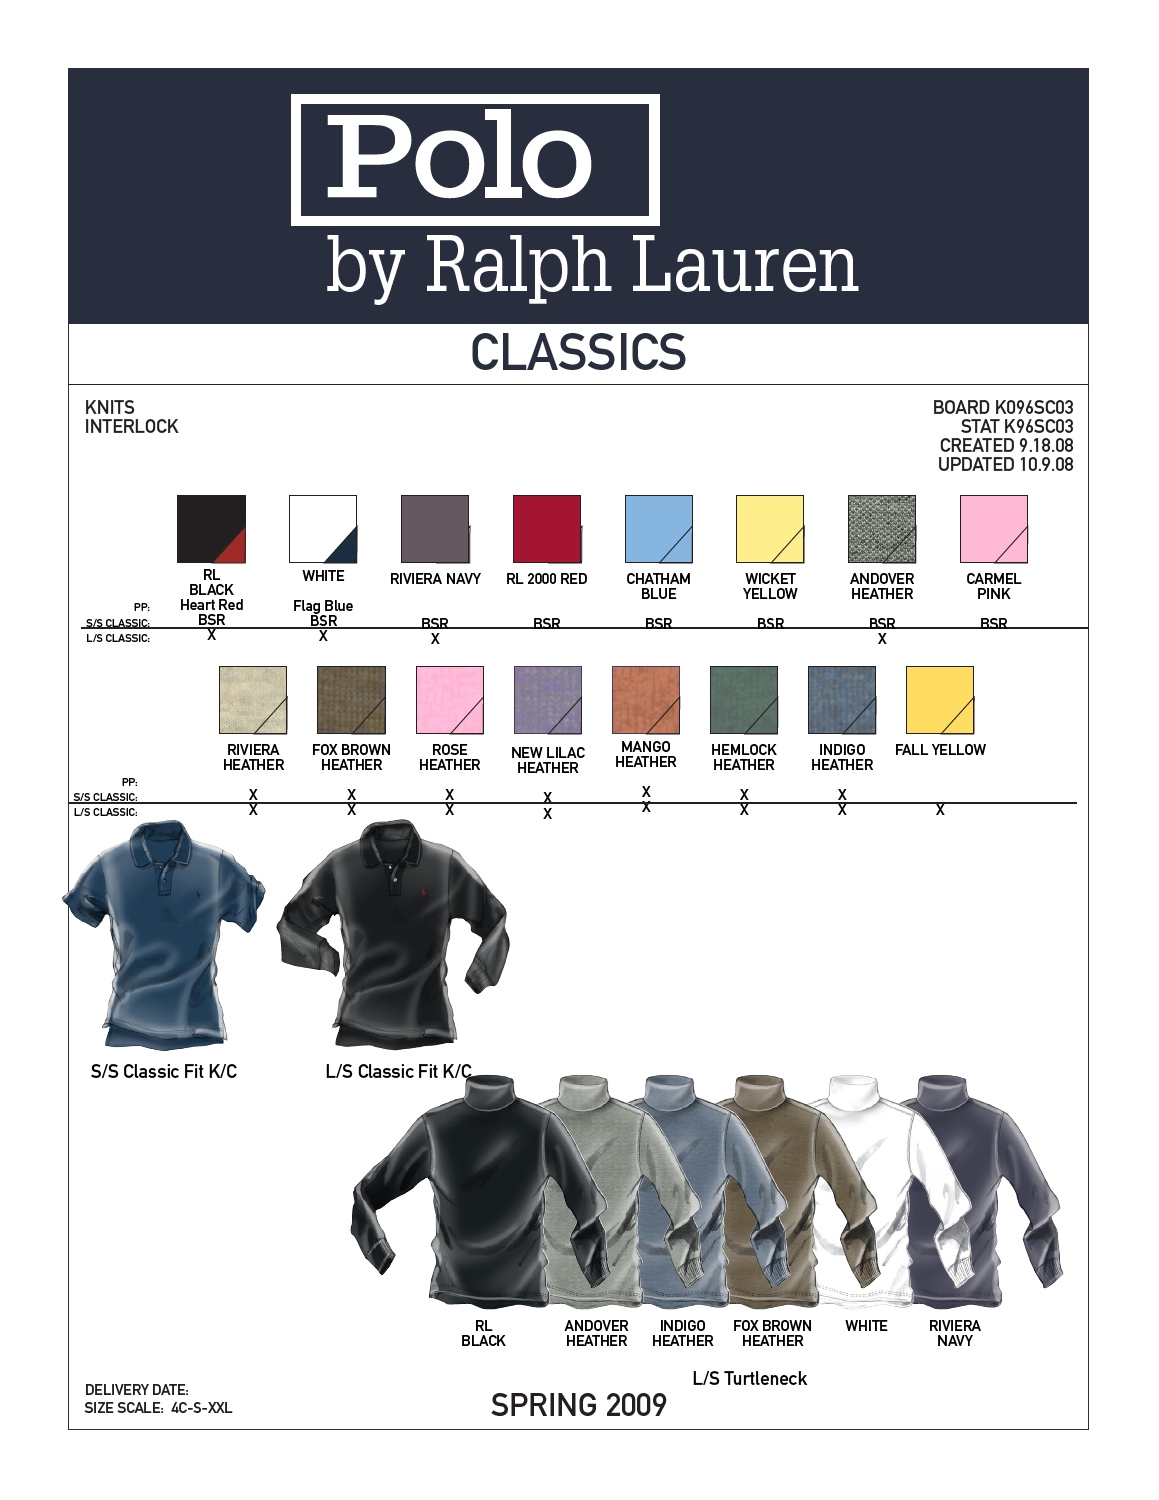 Polo
by Ralph Lauren
CLASSICS
KNITS
INTERLOCK
BOARD K096SC03
STAT K96SC03
CREATED 9.18.08
UPDATED 10.9.08
RL BLACK WHITE RIVIERA NAVY RL 2000 RED CHATHAM BLUE WICKET YELLOW ANDOVER HEATHER CARMEL PINK
PP: Heart Red Flag Blue
S/S CLASSIC: BSR BSR BSR BSR BSR BSR BSR BSR
L/S CLASSIC: X X X X
RIVIERA HEATHER FOX BROWN HEATHER ROSE HEATHER NEW LILAC HEATHER MANGO HEATHER HEMLOCK HEATHER INDIGO HEATHER FALL YELLOW
PP:
S/S CLASSIC: X X X X X X X
L/S CLASSIC: X X X X X X X X
S/S Classic Fit K/C
L/S Classic Fit K/C
RL BLACK ANDOVER HEATHER INDIGO HEATHER FOX BROWN HEATHER WHITE RIVIERA NAVY
L/S Turtleneck
DELIVERY DATE:
SIZE SCALE: 4C-S-XXL
SPRING 2009